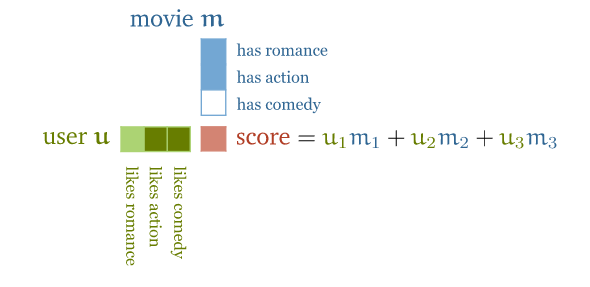 movie m
has romance
has action
has comedy
user u
score = u₁m₁ + u₂m₂ + u₃m₃
likes romance
likes action
likes comedy